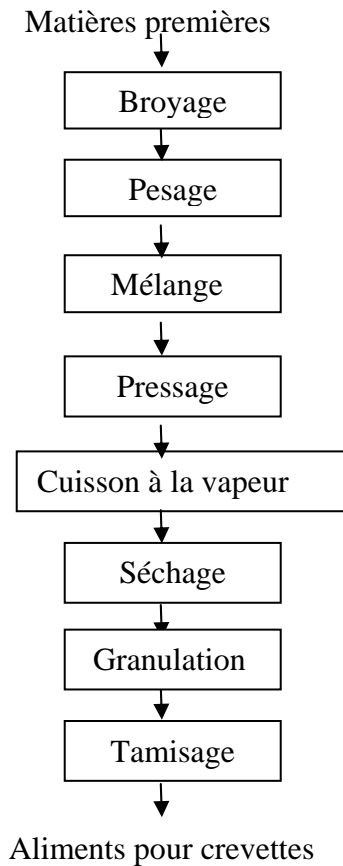 Matières premières
Broyage
Pesage
Mélange
Pressage
Cuisson à la vapeur
Séchage
Granulation
Tamisage
Aliments pour crevettes